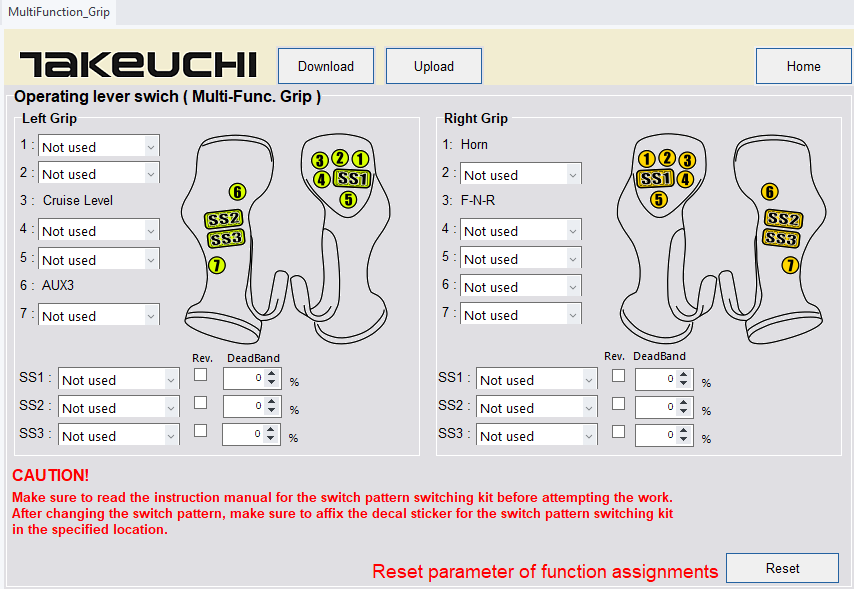 MultiFunction_Grip
TAKEUCHI
Download
Upload
Home
Operating lever swich ( Multi-Func. Grip )
Left Grip
1 : Not used
2 : Not used
3 : Cruise Level
4 : Not used
5 : Not used
6 : AUX3
7 : Not used
6
SS2
SS3
7
3 2 1
4 SS1
5
Rev. DeadBand
SS1 : Not used 0 %
SS2 : Not used 0 %
SS3 : Not used 0 %
Right Grip
1: Horn
2 : Not used
3: F-N-R
4 : Not used
5 : Not used
6 : Not used
7 : Not used
1 2 3
SS1 4
5
6
SS2
SS3
7
Rev. DeadBand
SS1 : Not used 0 %
SS2 : Not used 0 %
SS3 : Not used 0 %
CAUTION!
Make sure to read the instruction manual for the switch pattern switching kit before attempting the work.
After changing the switch pattern, make sure to affix the decal sticker for the switch pattern switching kit
in the specified location.
Reset parameter of function assignments
Reset